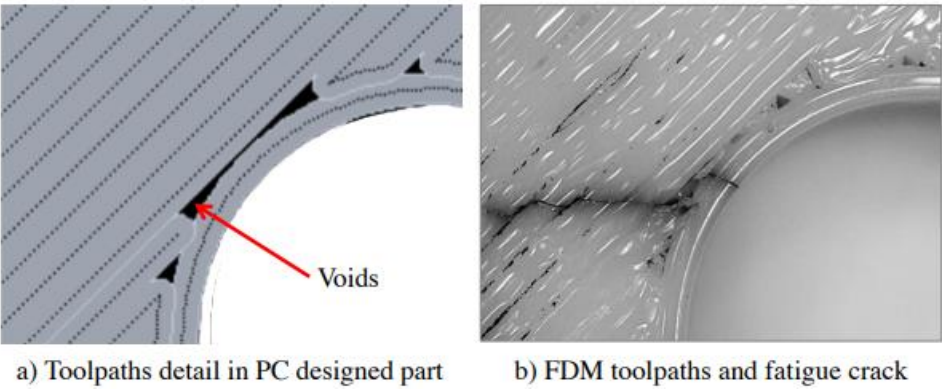 Voids
a) Toolpaths detail in PC designed part
b) FDM toolpaths and fatigue crack